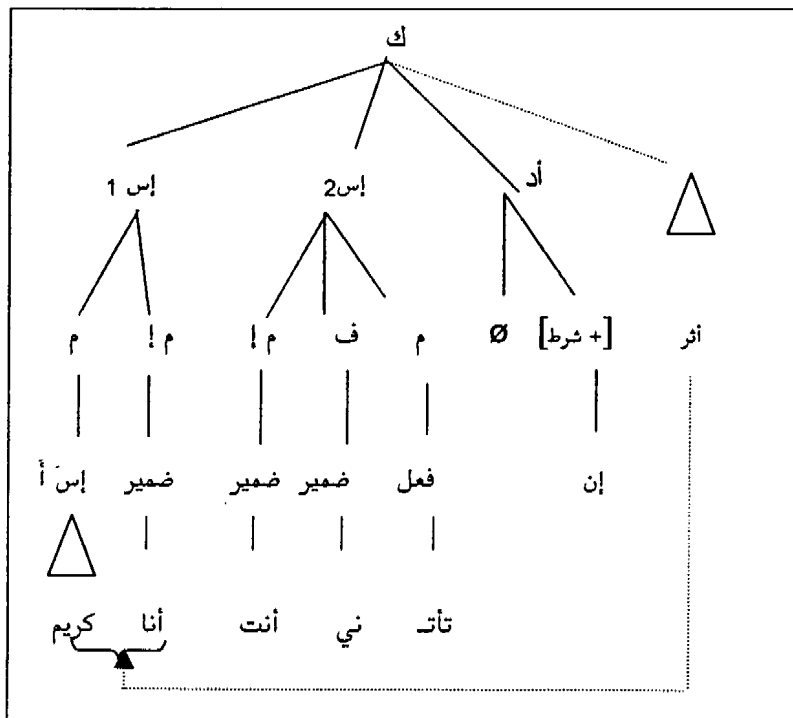 ك
أد إس2 إس 1
أثر [+ شرط] Ø م ف م إ م إ م
إن فعل ضمير ضمير ضمير إسَ أَ
تأتـ ني أنت أنا كريم